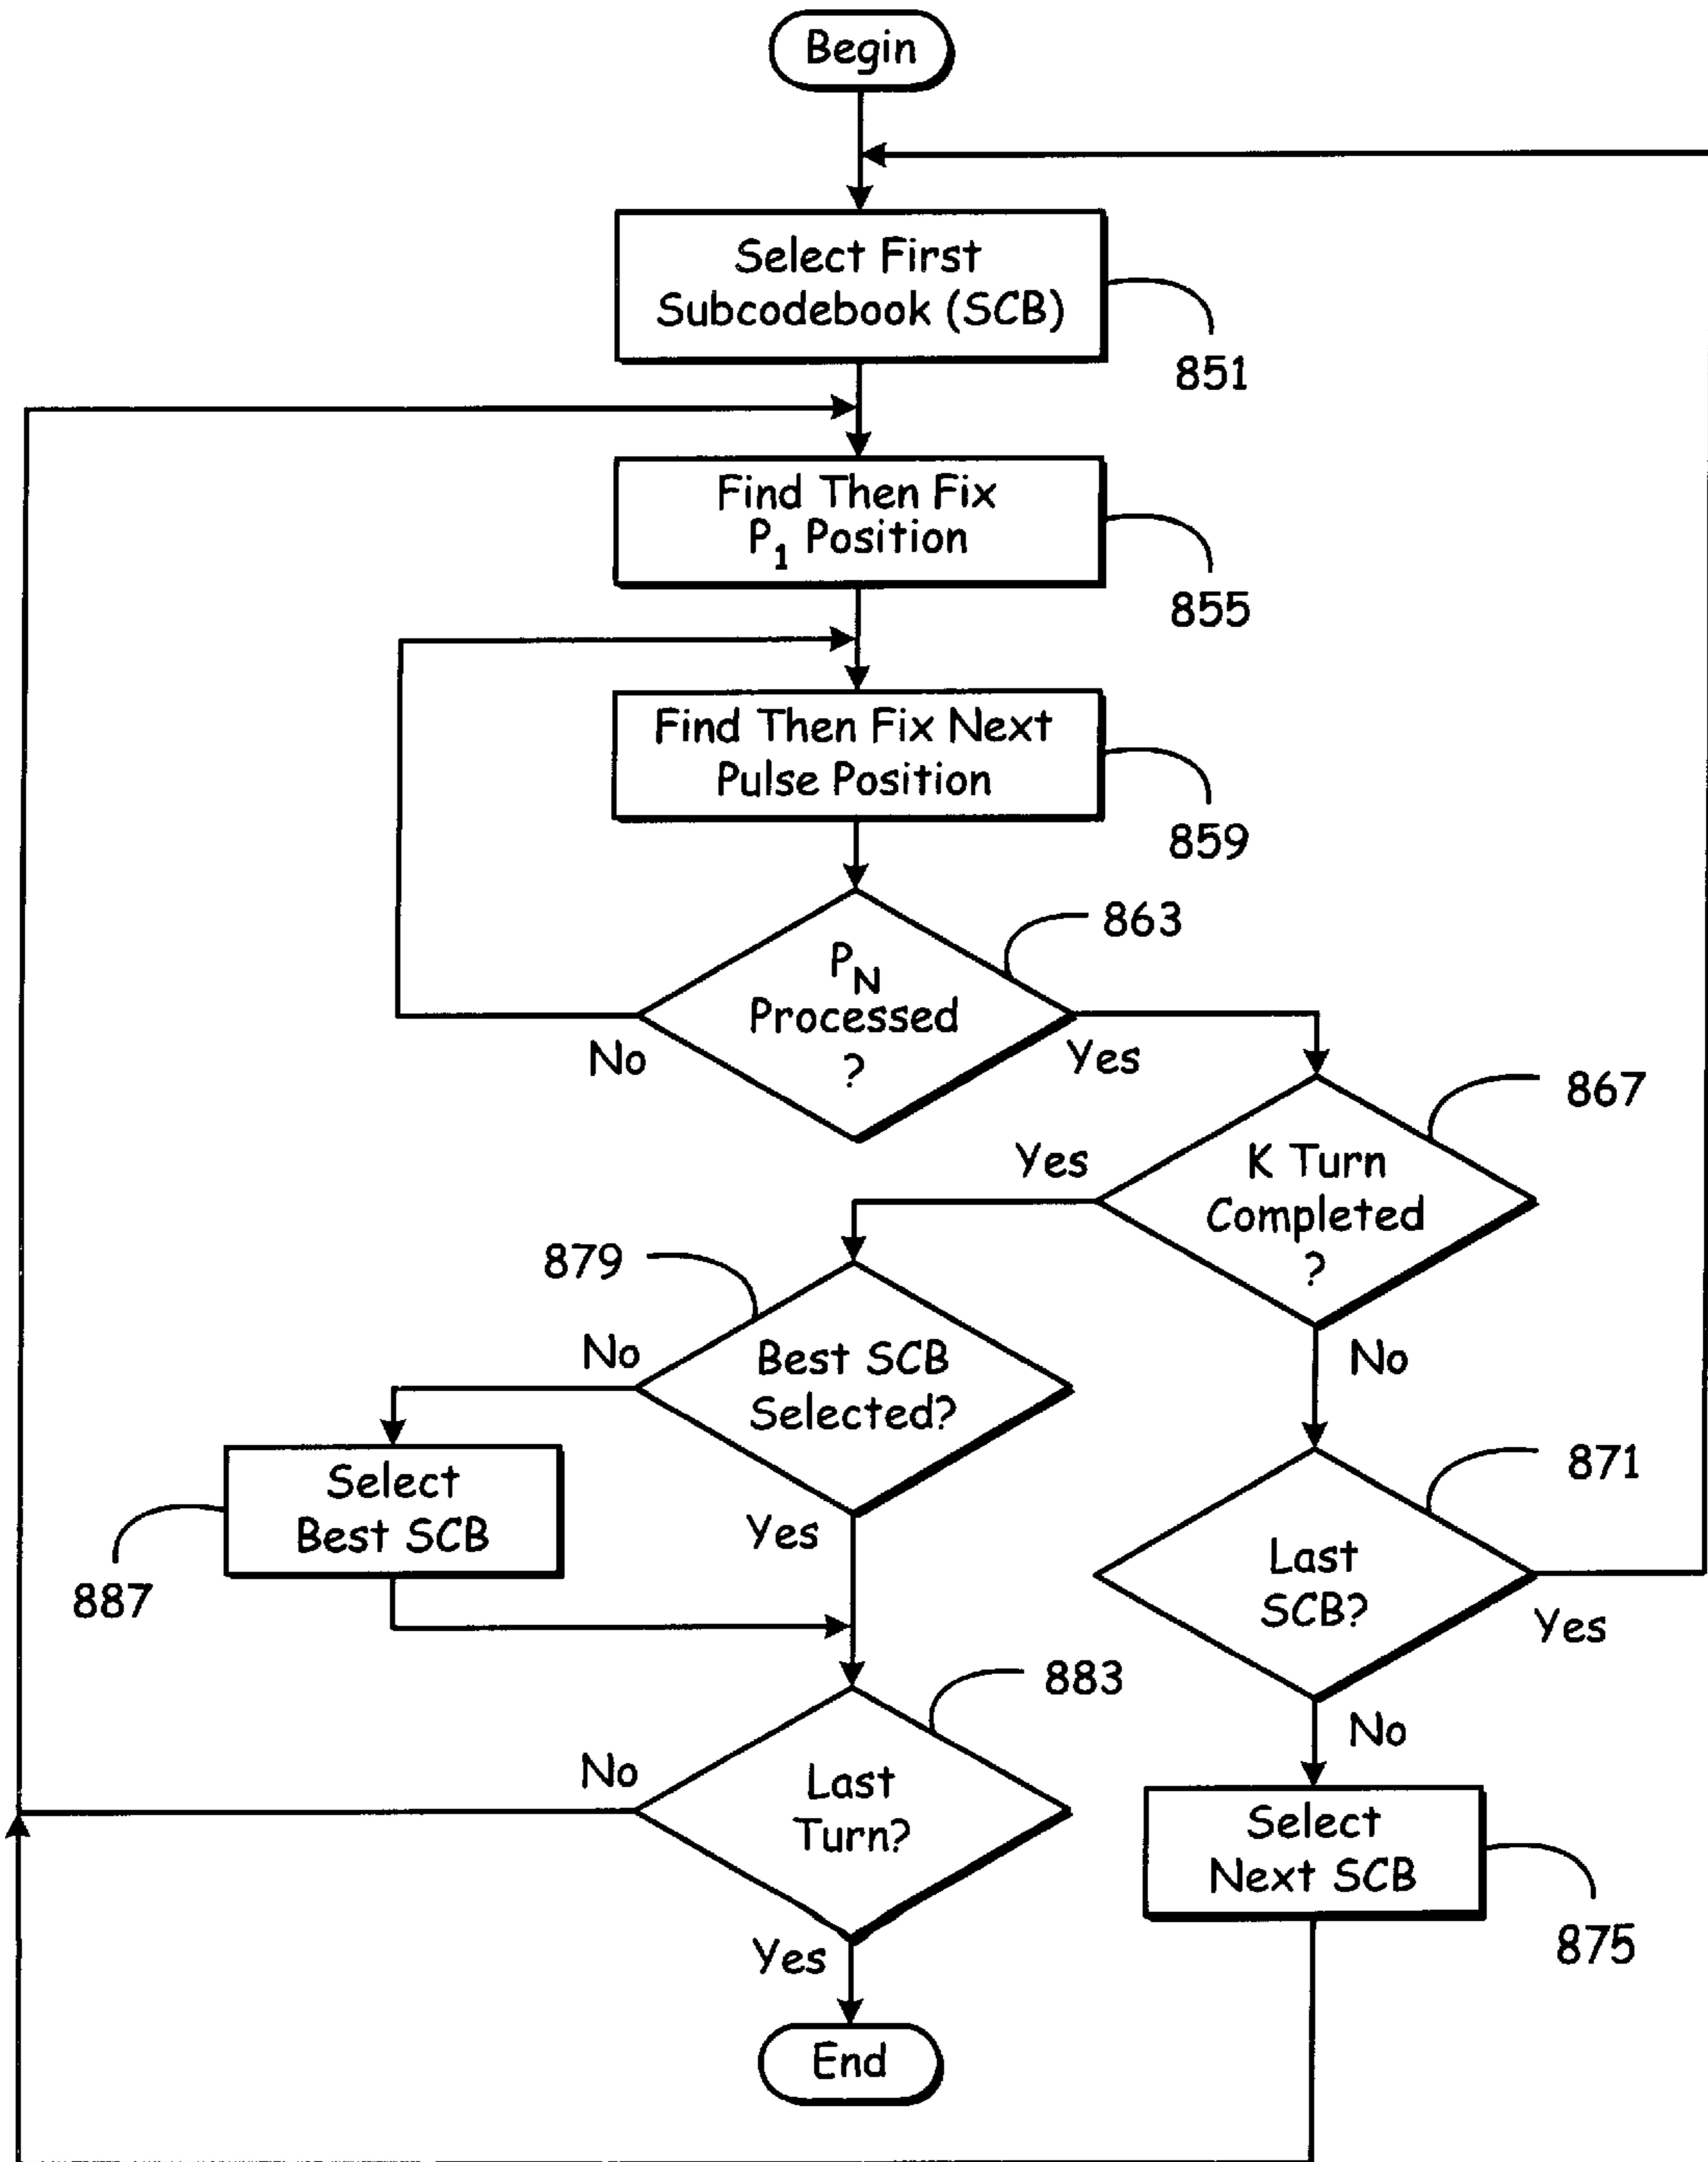 Begin
Select First
Subcodebook (SCB)
851
Find Then Fix
P1 Position
855
Find Then Fix Next
Pulse Position
859
863
PN
Processed
?
No
Yes
867
K Turn
Completed
?
Yes
No
879
Best SCB
Selected?
No
Yes
Select
Best SCB
887
871
Last
SCB?
Yes
No
883
Last
Turn?
No
Yes
Select
Next SCB
875
End